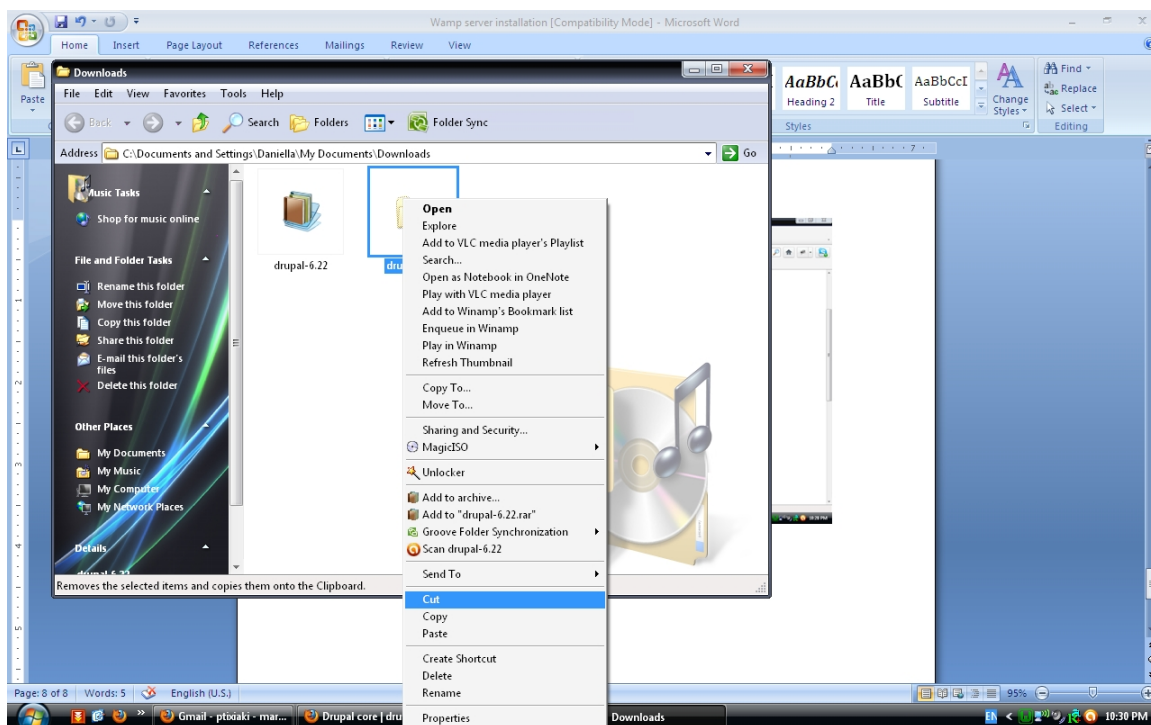 Wamp server installation [Compatibility Mode] - Microsoft Word
Home Insert Page Layout References Mailings Review View
Paste
AaBbC AaBb( AaBbCcI
Heading 2 Title Subtitle
Change Styles
Find
Replace
Select
Styles
Editing
Downloads
File Edit View Favorites Tools Help
Back Search Folders Folder Sync
Address C:\Documents and Settings\Daniella\My Documents\Downloads Go
Music Tasks
Shop for music online
File and Folder Tasks
Rename this folder
Move this folder
Copy this folder
Share this folder
E-mail this folder's
files
Delete this folder
Other Places
My Documents
My Music
My Computer
My Network Places
Details
drupal-6.22
drupal-6.22
dru
Open
Explore
Add to VLC media player's Playlist
Search...
Open as Notebook in OneNote
Play with VLC media player
Add to Winamp's Bookmark list
Enqueue in Winamp
Play in Winamp
Refresh Thumbnail
Copy To...
Move To...
Sharing and Security...
MagicISO
Unlocker
Add to archive...
Add to "drupal-6.22.rar"
Groove Folder Synchronization
Scan drupal-6.22
Send To
Cut
Copy
Paste
Create Shortcut
Delete
Rename
Properties
Removes the selected items and copies them onto the Clipboard.
Page: 8 of 8 Words: 5 English (U.S.) 95%
Gmail - ptixiaki - mar... Drupal core | dru Downloads EN 10:30 PM